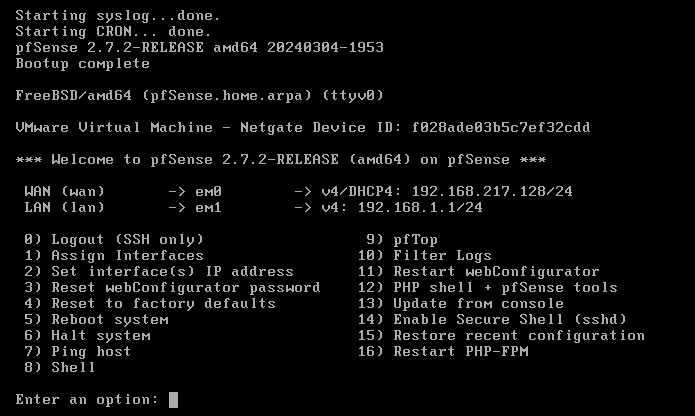 Starting syslog...done.
Starting CRON... done.
pfSense 2.7.2-RELEASE amd64 20240304-1953
Bootup complete
FreeBSD/amd64 (pfSense.home.arpa) (ttyv0)
VMware Virtual Machine - Netgate Device ID: f028ade03b5c7ef32cdd
*** Welcome to pfSense 2.7.2-RELEASE (amd64) on pfSense ***
WAN (wan)       -> em0        -> v4/DHCP4: 192.168.217.128/24
LAN (lan)       -> em1        -> v4: 192.168.1.1/24
0) Logout (SSH only)                  9) pfTop
1) Assign Interfaces                 10) Filter Logs
2) Set interface(s) IP address       11) Restart webConfigurator
3) Reset webConfigurator password    12) PHP shell + pfSense tools
4) Reset to factory defaults         13) Update from console
5) Reboot system                     14) Enable Secure Shell (sshd)
6) Halt system                       15) Restore recent configuration
7) Ping host                         16) Restart PHP-FPM
8) Shell
Enter an option: